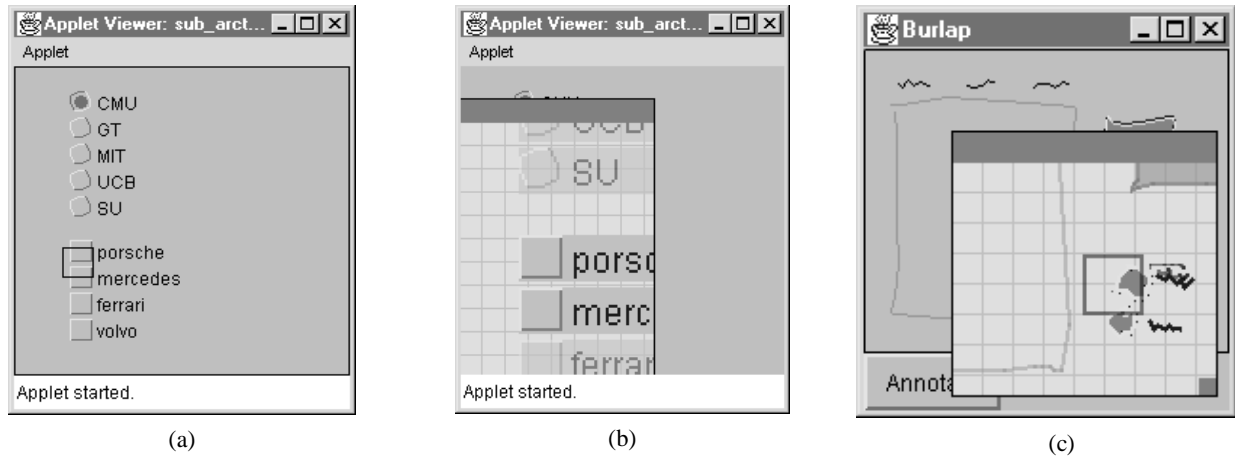 Applet Viewer: sub_arct...
Applet
CMU
GT
MIT
UCB
SU
porsche
mercedes
ferrari
volvo
Applet started.
(a)
Applet Viewer: sub_arct...
Applet
UCB
SU
porsc
merc
ferrar
Applet started.
(b)
Burlap
Annota
(c)